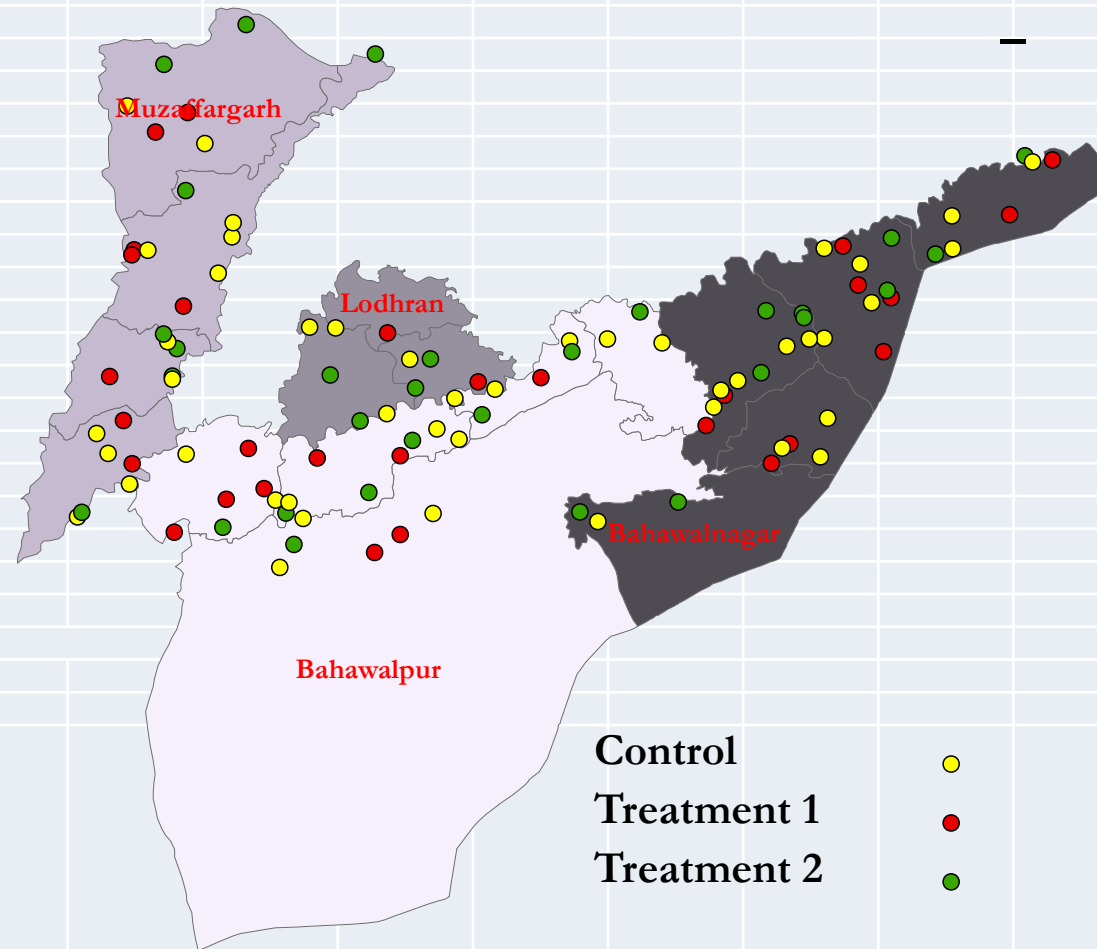 Muzaffargarh
Lodhran
Bahawalnagar
Bahawalpur
Control
Treatment 1
Treatment 2